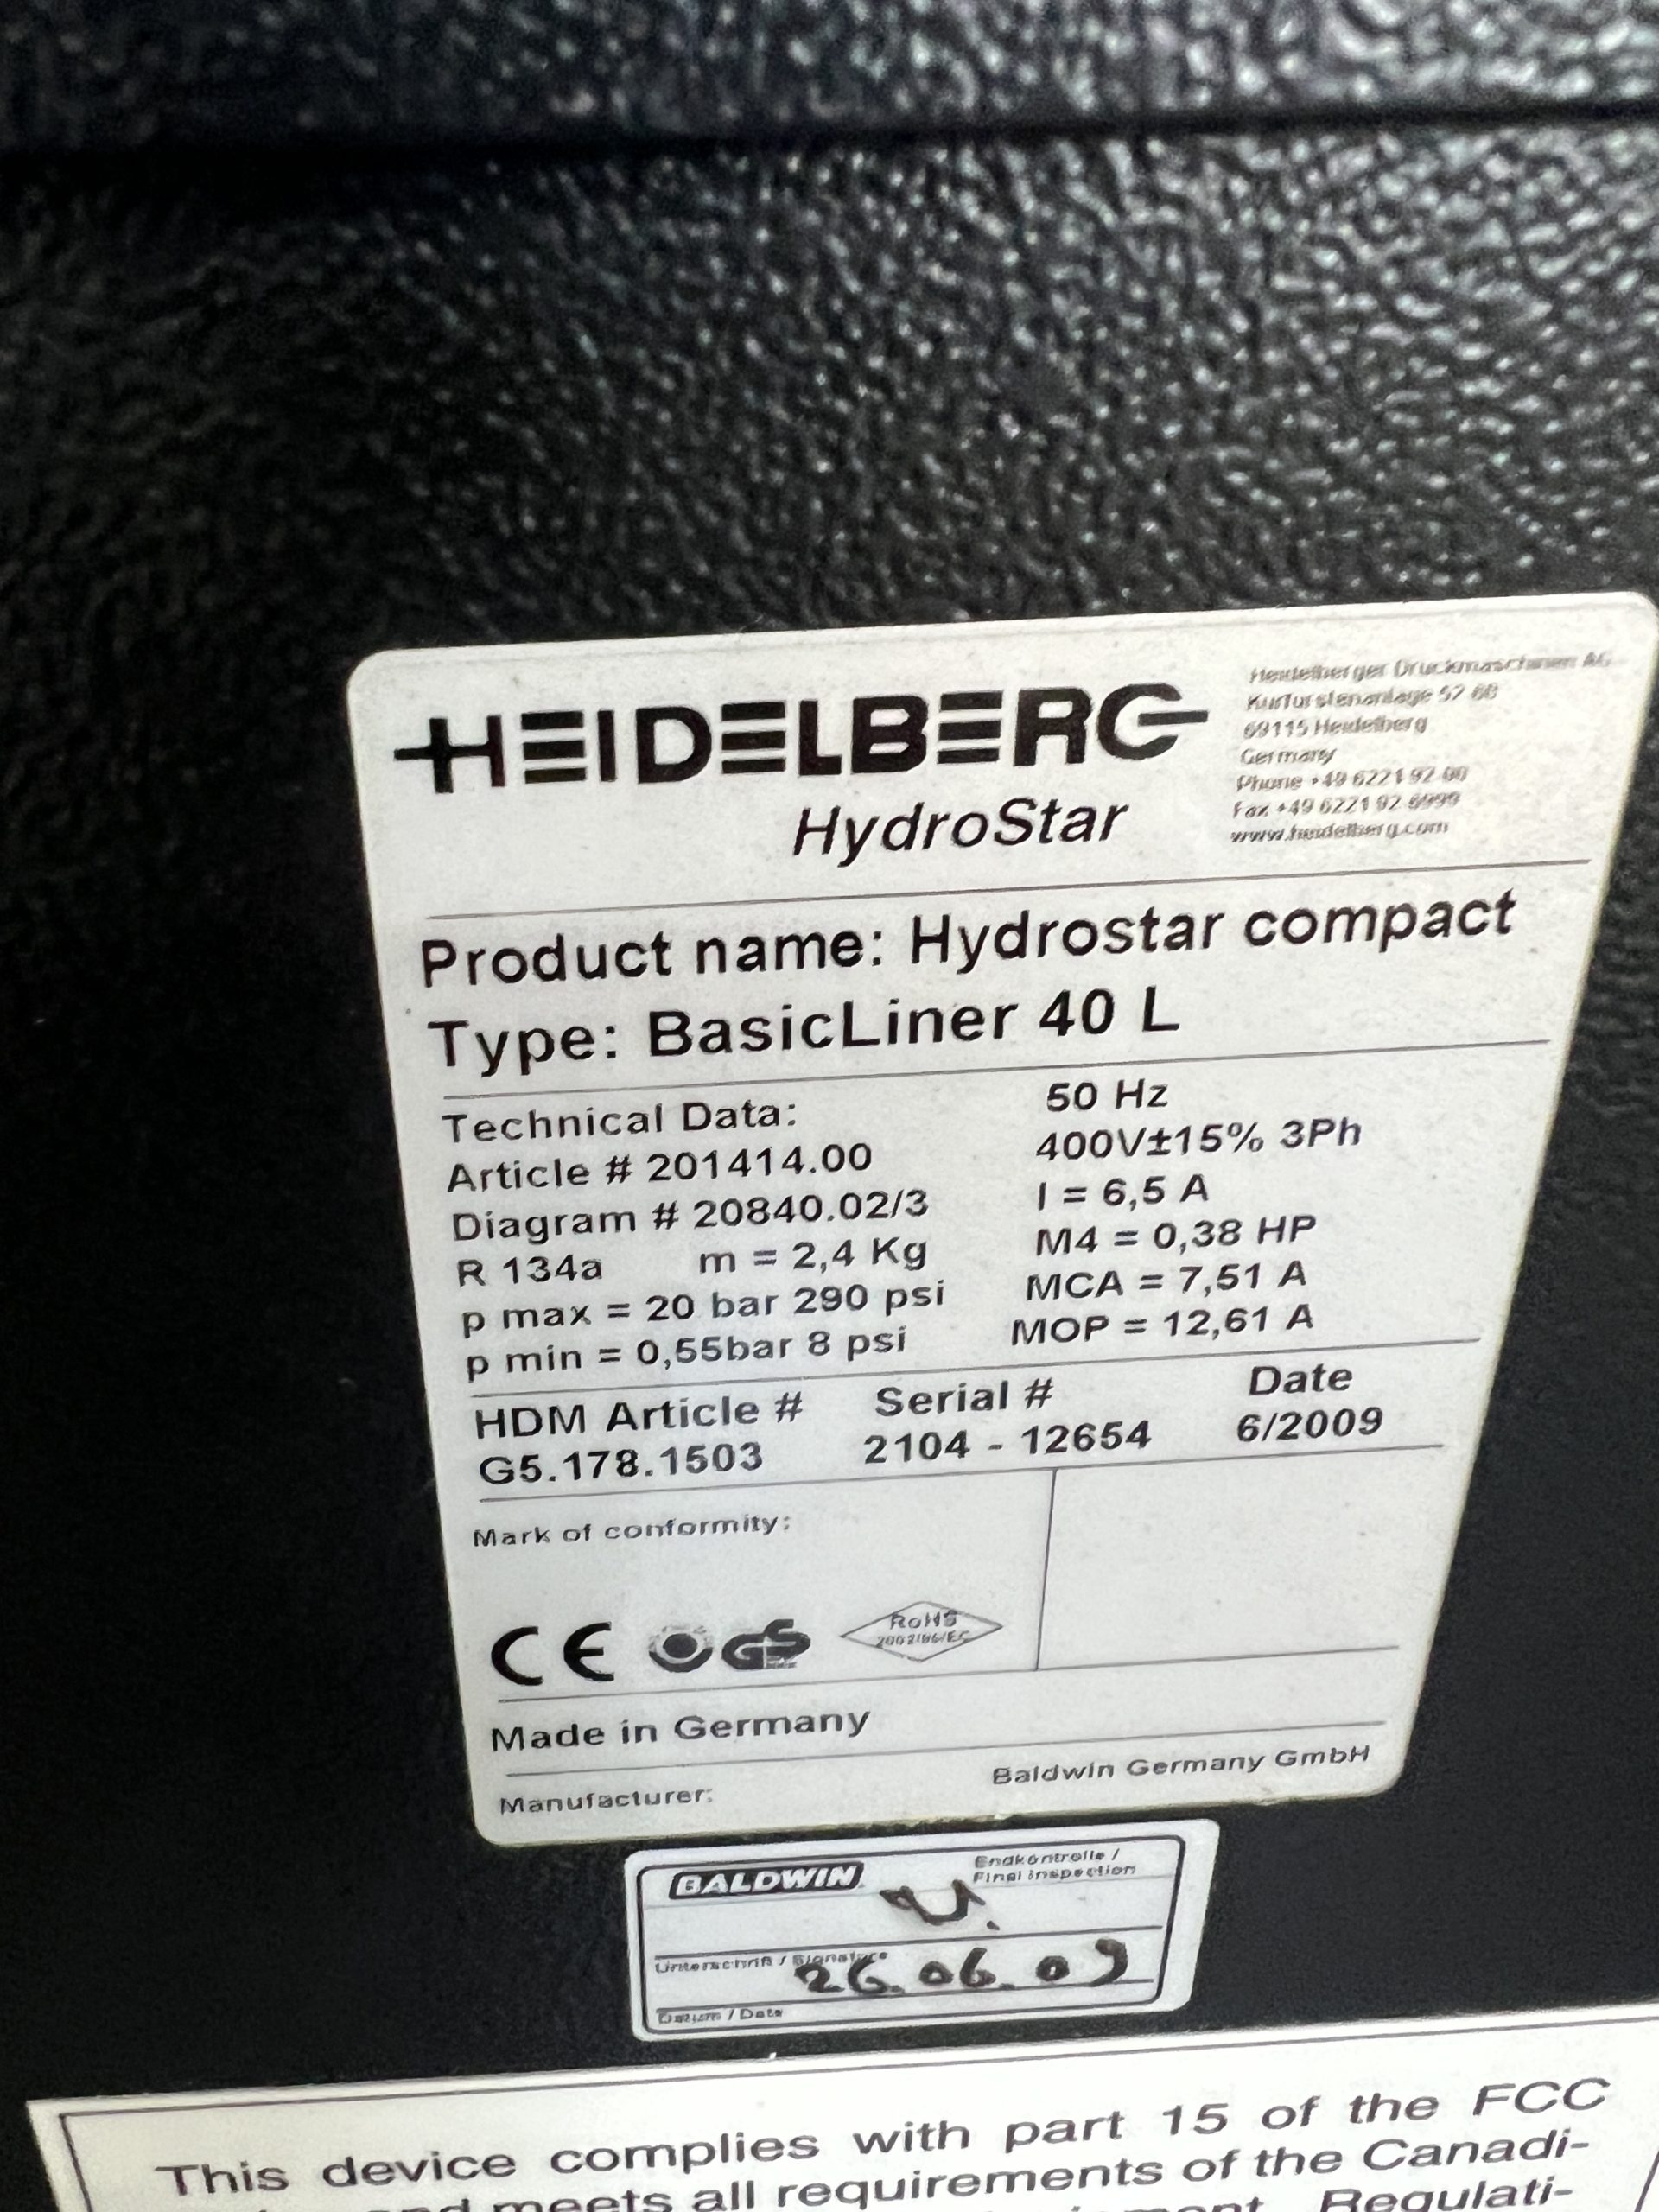 HEIDELBERG
HydroStar
Heidelberger Druckmaschinen AG
Kurfürstenanlage 52-60
69115 Heidelberg
Germany
Phone +49 6221 92-00
Fax +49 6221 92-6999
www.heidelberg.com
Product name: Hydrostar compact
Type: BasicLiner 40 L
Technical Data:
Article # 201414.00
Diagram # 20840.02/3
R 134a m = 2,4 Kg
p max = 20 bar 290 psi
p min = 0,55bar 8 psi
50 Hz
400V±15% 3Ph
I = 6,5 A
M4 = 0,38 HP
MCA = 7,51 A
MOP = 12,61 A
HDM Article # Serial # Date
G5.178.1503 2104 - 12654 6/2009
Mark of conformity:
CE GS RoHS
2002/95/EC
Made in Germany
Manufacturer: Baldwin Germany GmbH
BALDWIN Endkontrolle /
Final inspection
Unterschrift / Signature
26.06.09
Datum / Date
This device complies with part 15 of the FCC
meets all requirements of the Canadi-
Regulati-